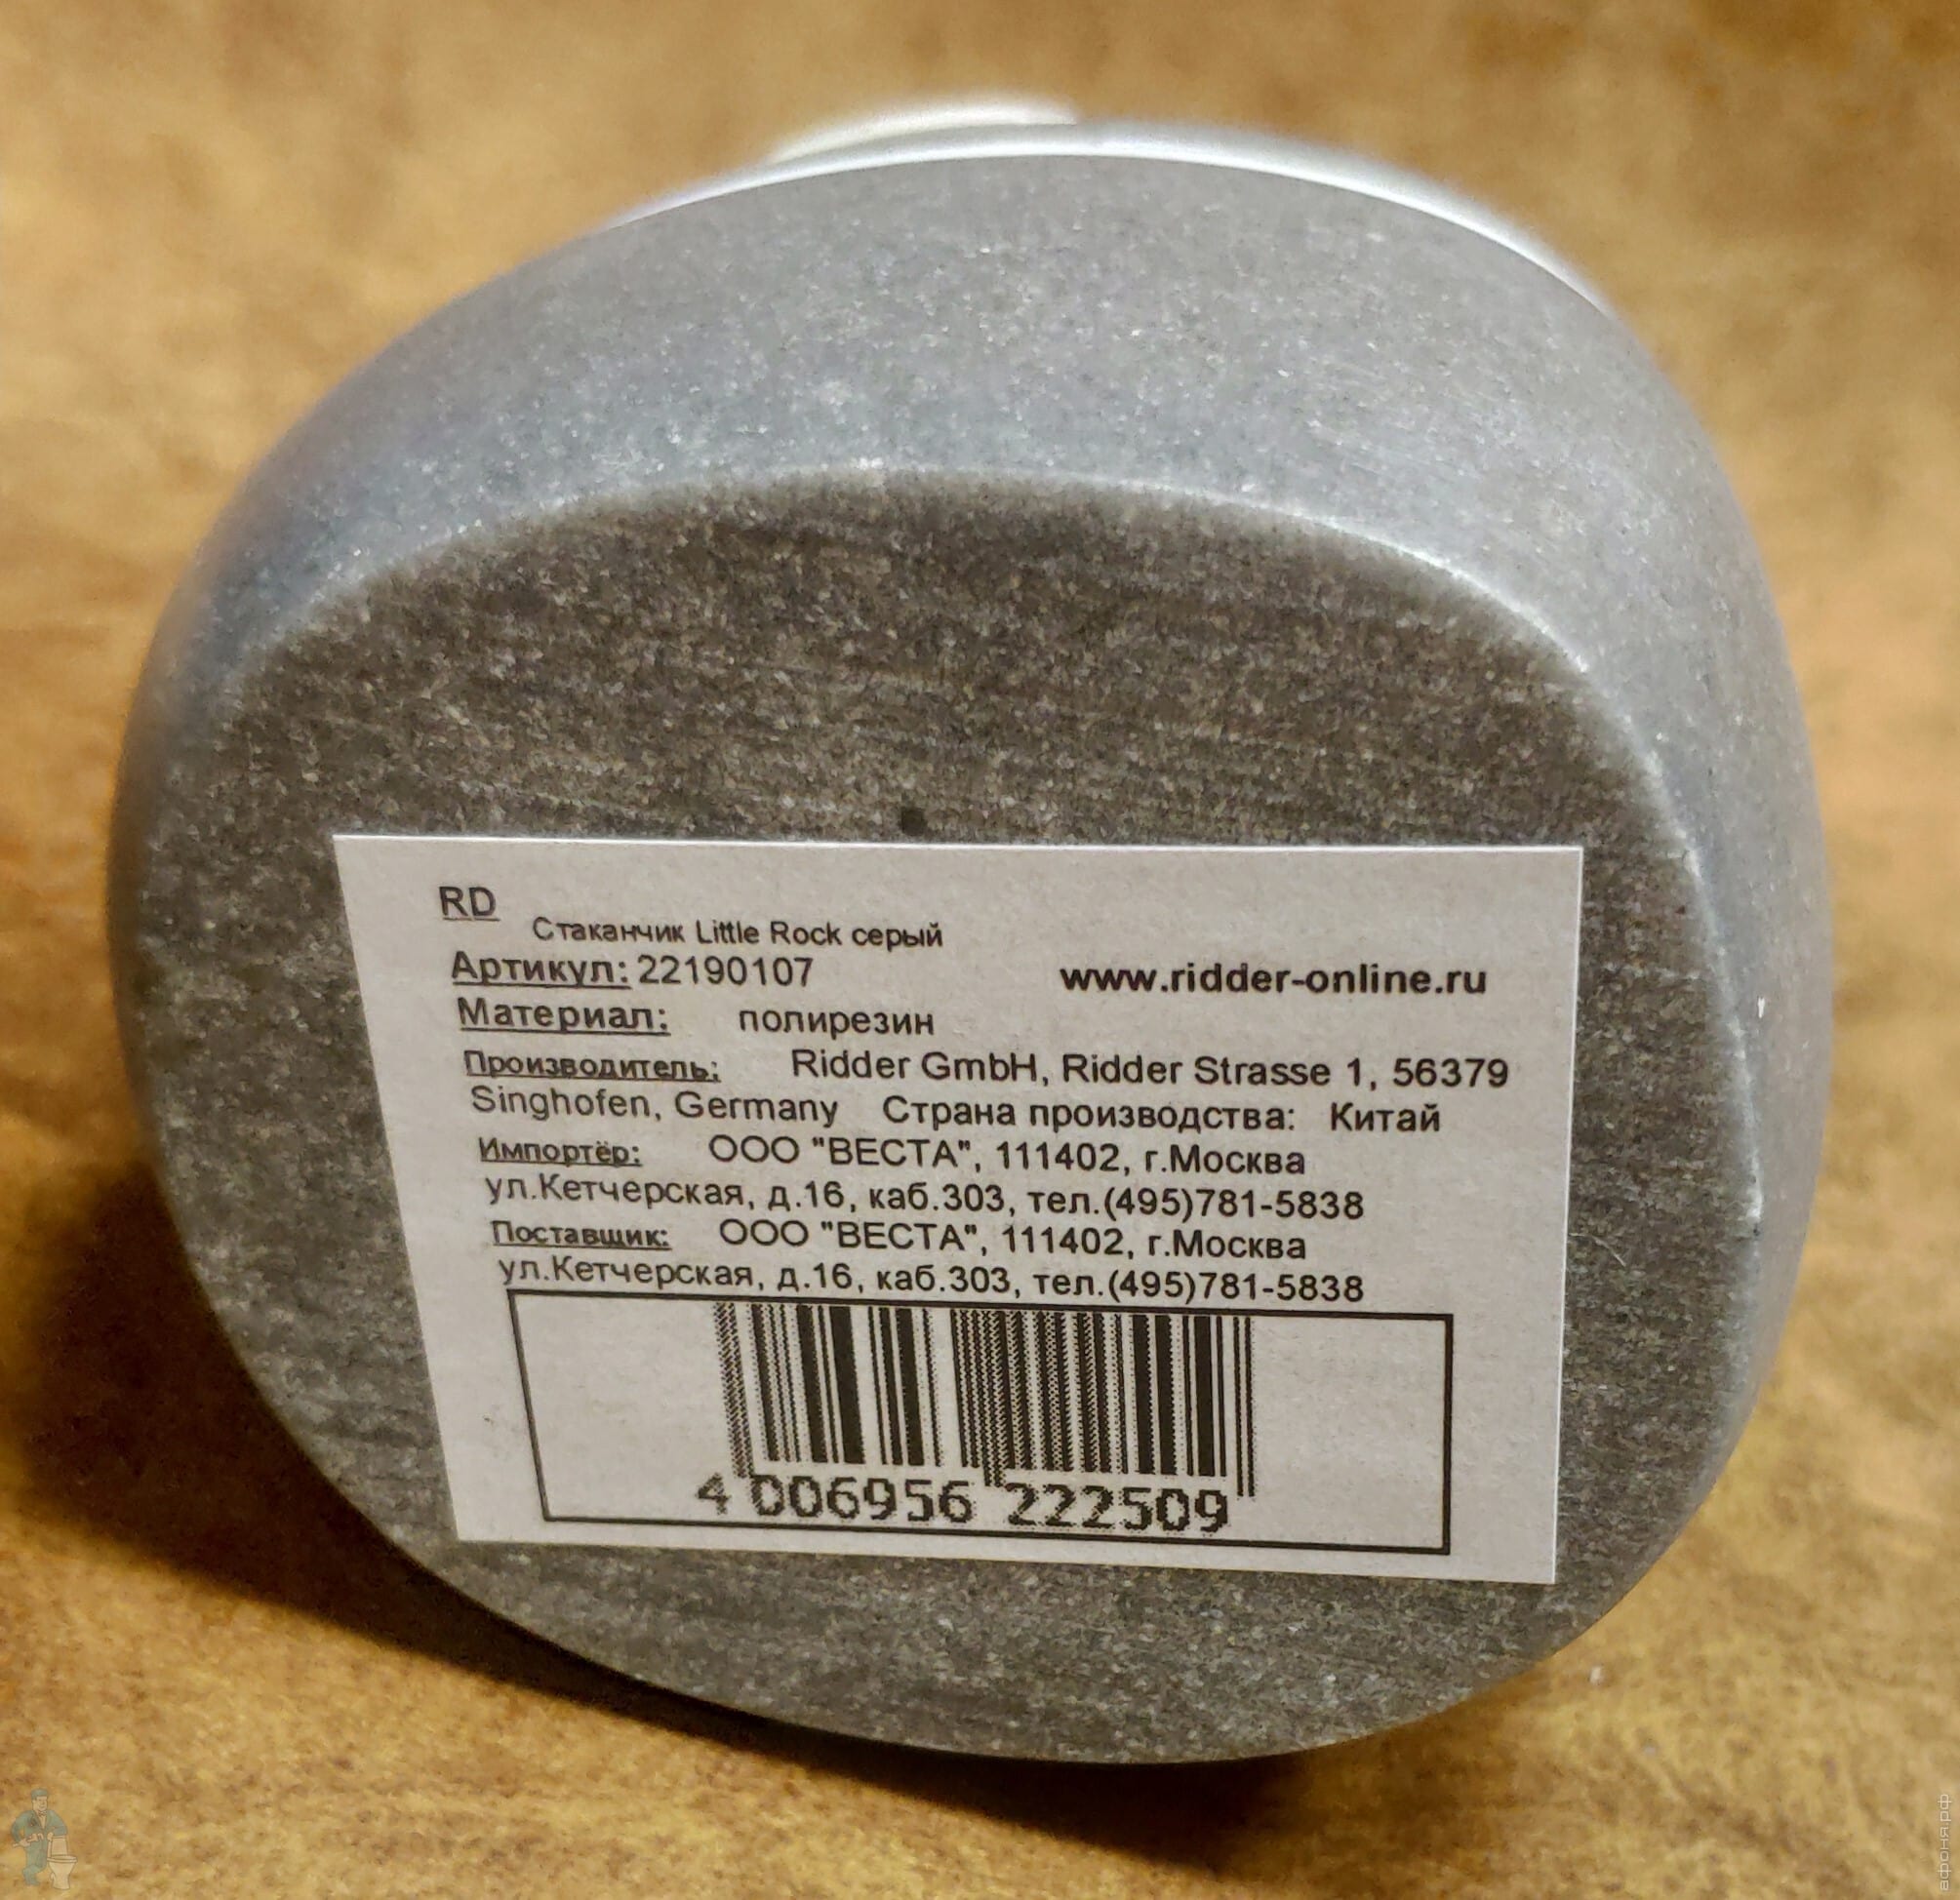 RD
Стаканчик Little Rock серый
Артикул: 22190107
www.ridder-online.ru
Материал: полирезин
Производитель: Ridder GmbH, Ridder Strasse 1, 56379
Singhofen, Germany Страна производства: Китай
Импортёр: ООО "ВЕСТА", 111402, г.Москва
ул.Кетчерская, д.16, каб.303, тел.(495)781-5838
Поставщик: ООО "ВЕСТА", 111402, г.Москва
ул.Кетчерская, д.16, каб.303, тел.(495)781-5838
4 006956 222509
афоня.рф